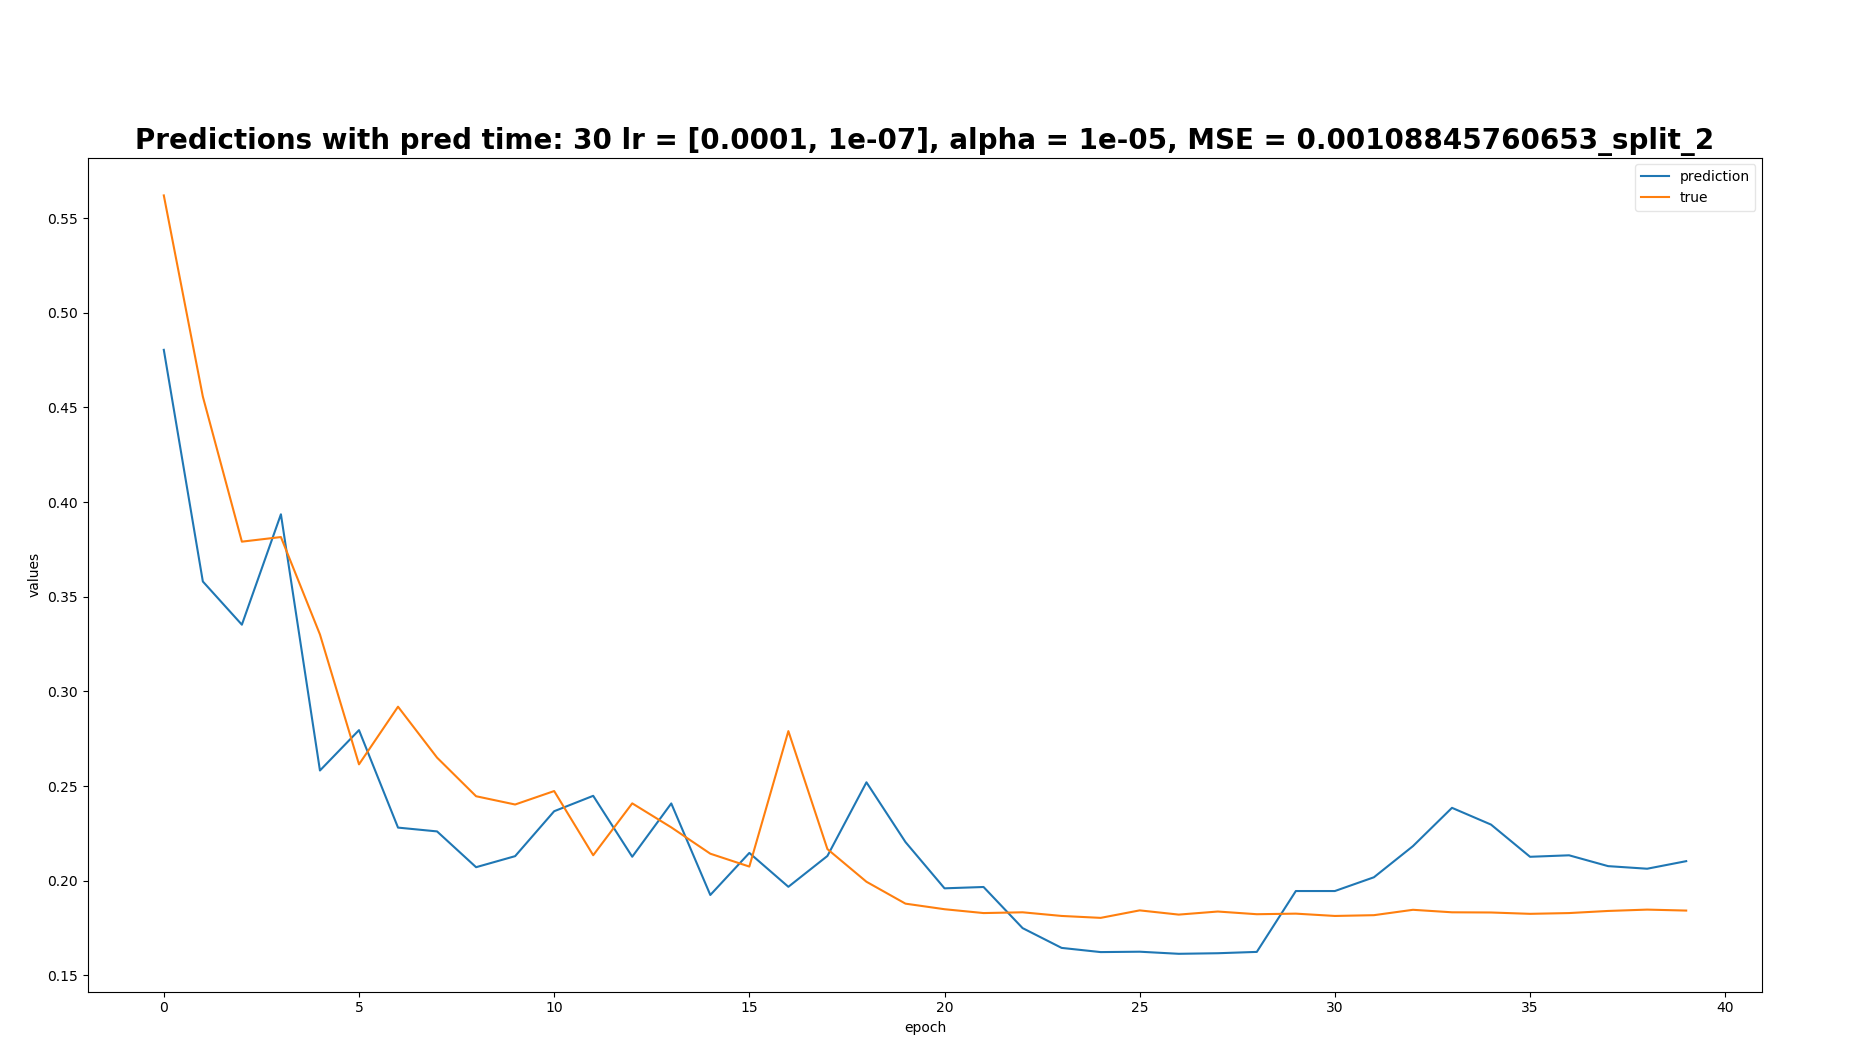 Predictions with pred time: 30 lr = [0.0001, 1e-07], alpha = 1e-05, MSE = 0.00108845760653_split_2
prediction
true
0.55
0.50
0.45
0.40
0.35
0.30
0.25
0.20
0.15
values
0 5 10 15 20 25 30 35 40
epoch